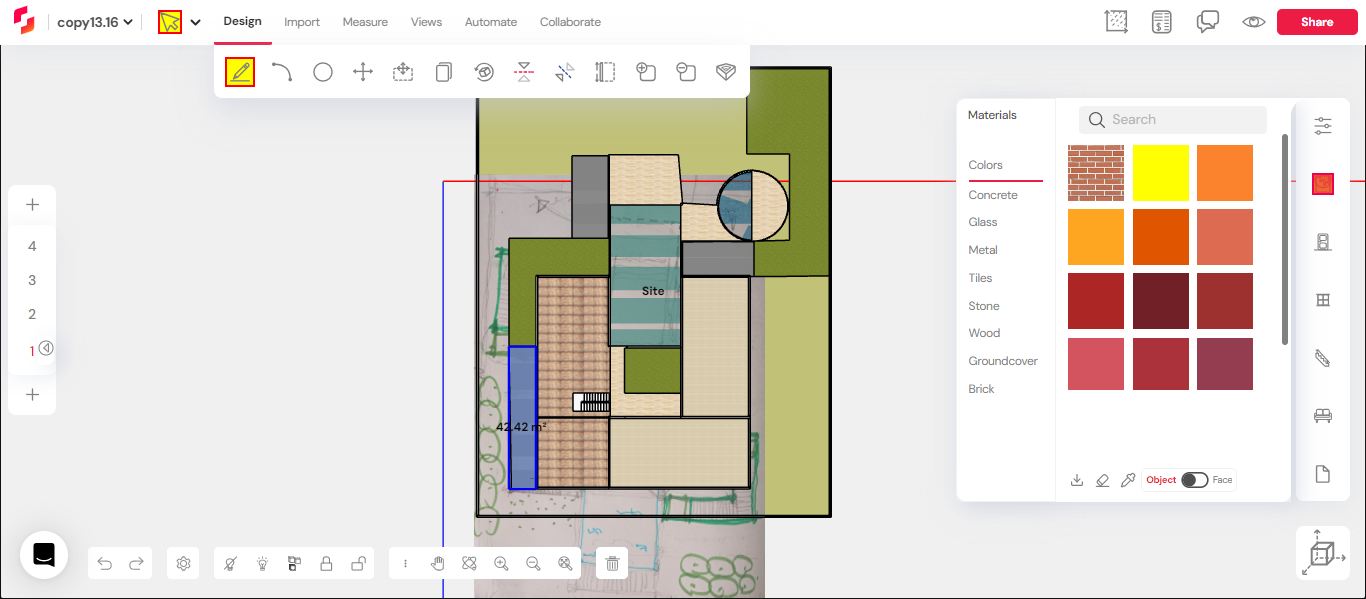 copy13.16
Design
Import
Measure
Views
Automate
Collaborate
Share
Materials
Search
Colors
Concrete
Glass
Metal
Tiles
Stone
Wood
Groundcover
Brick
Object
Face
4
3
2
1
Site
42.42 m²